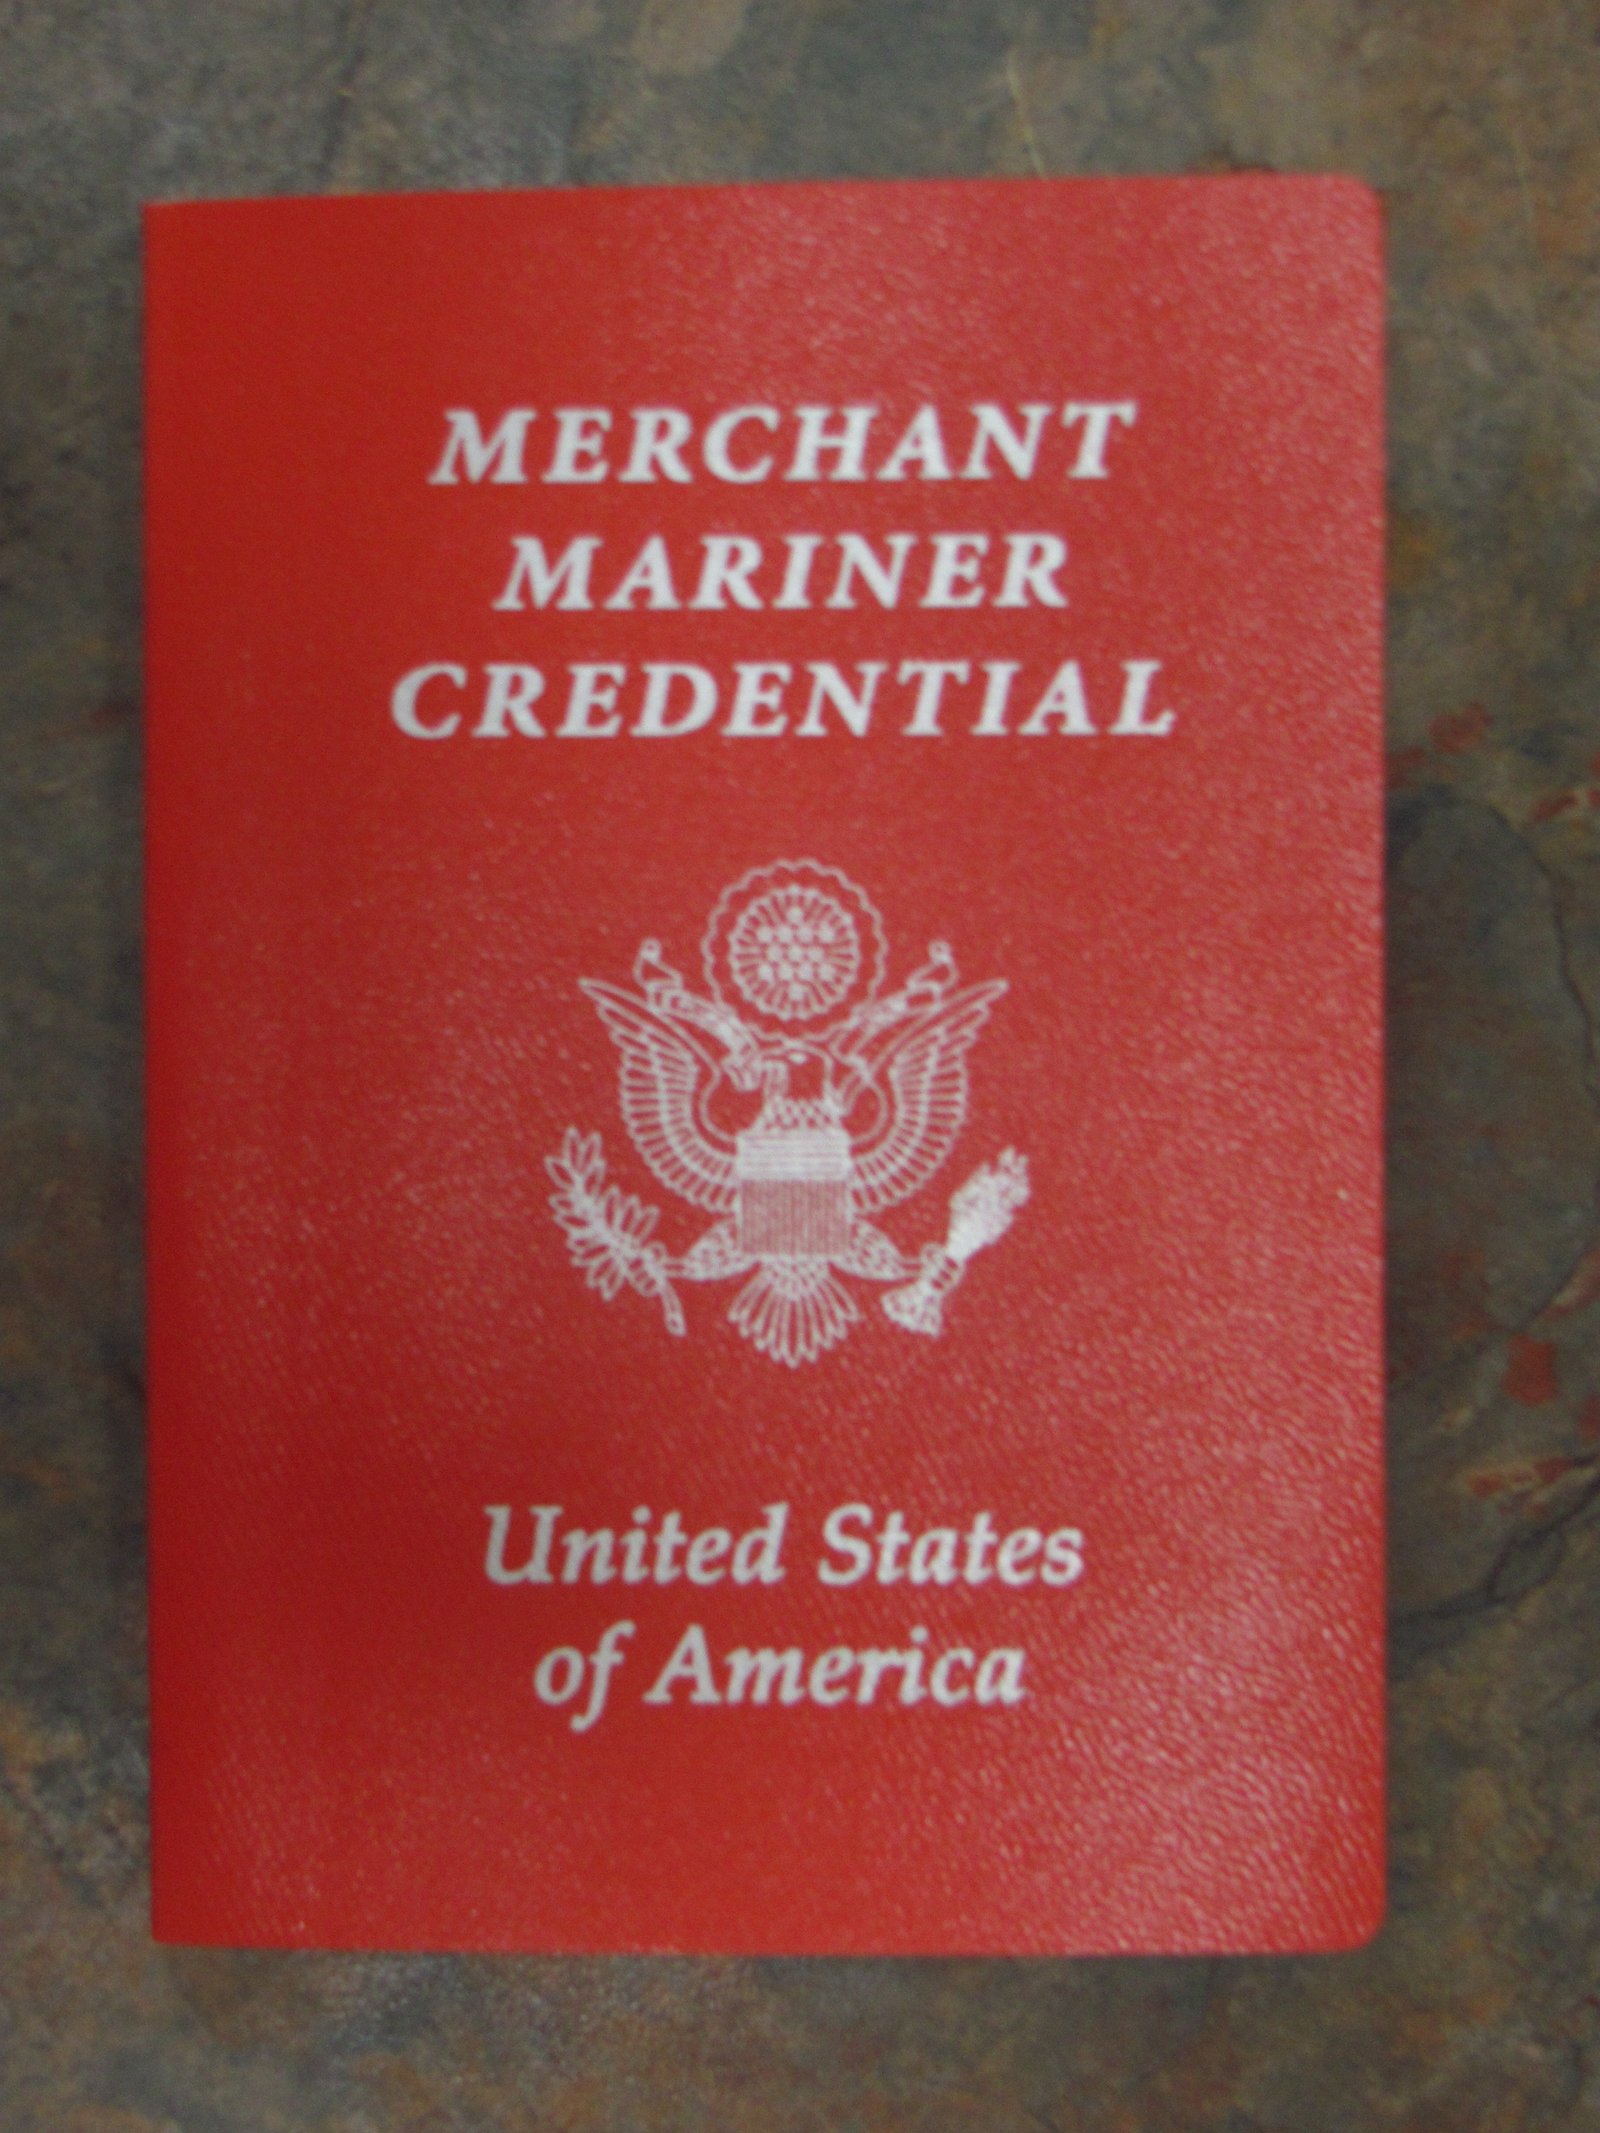 MERCHANT
MARINER
CREDENTIAL
United States
of America